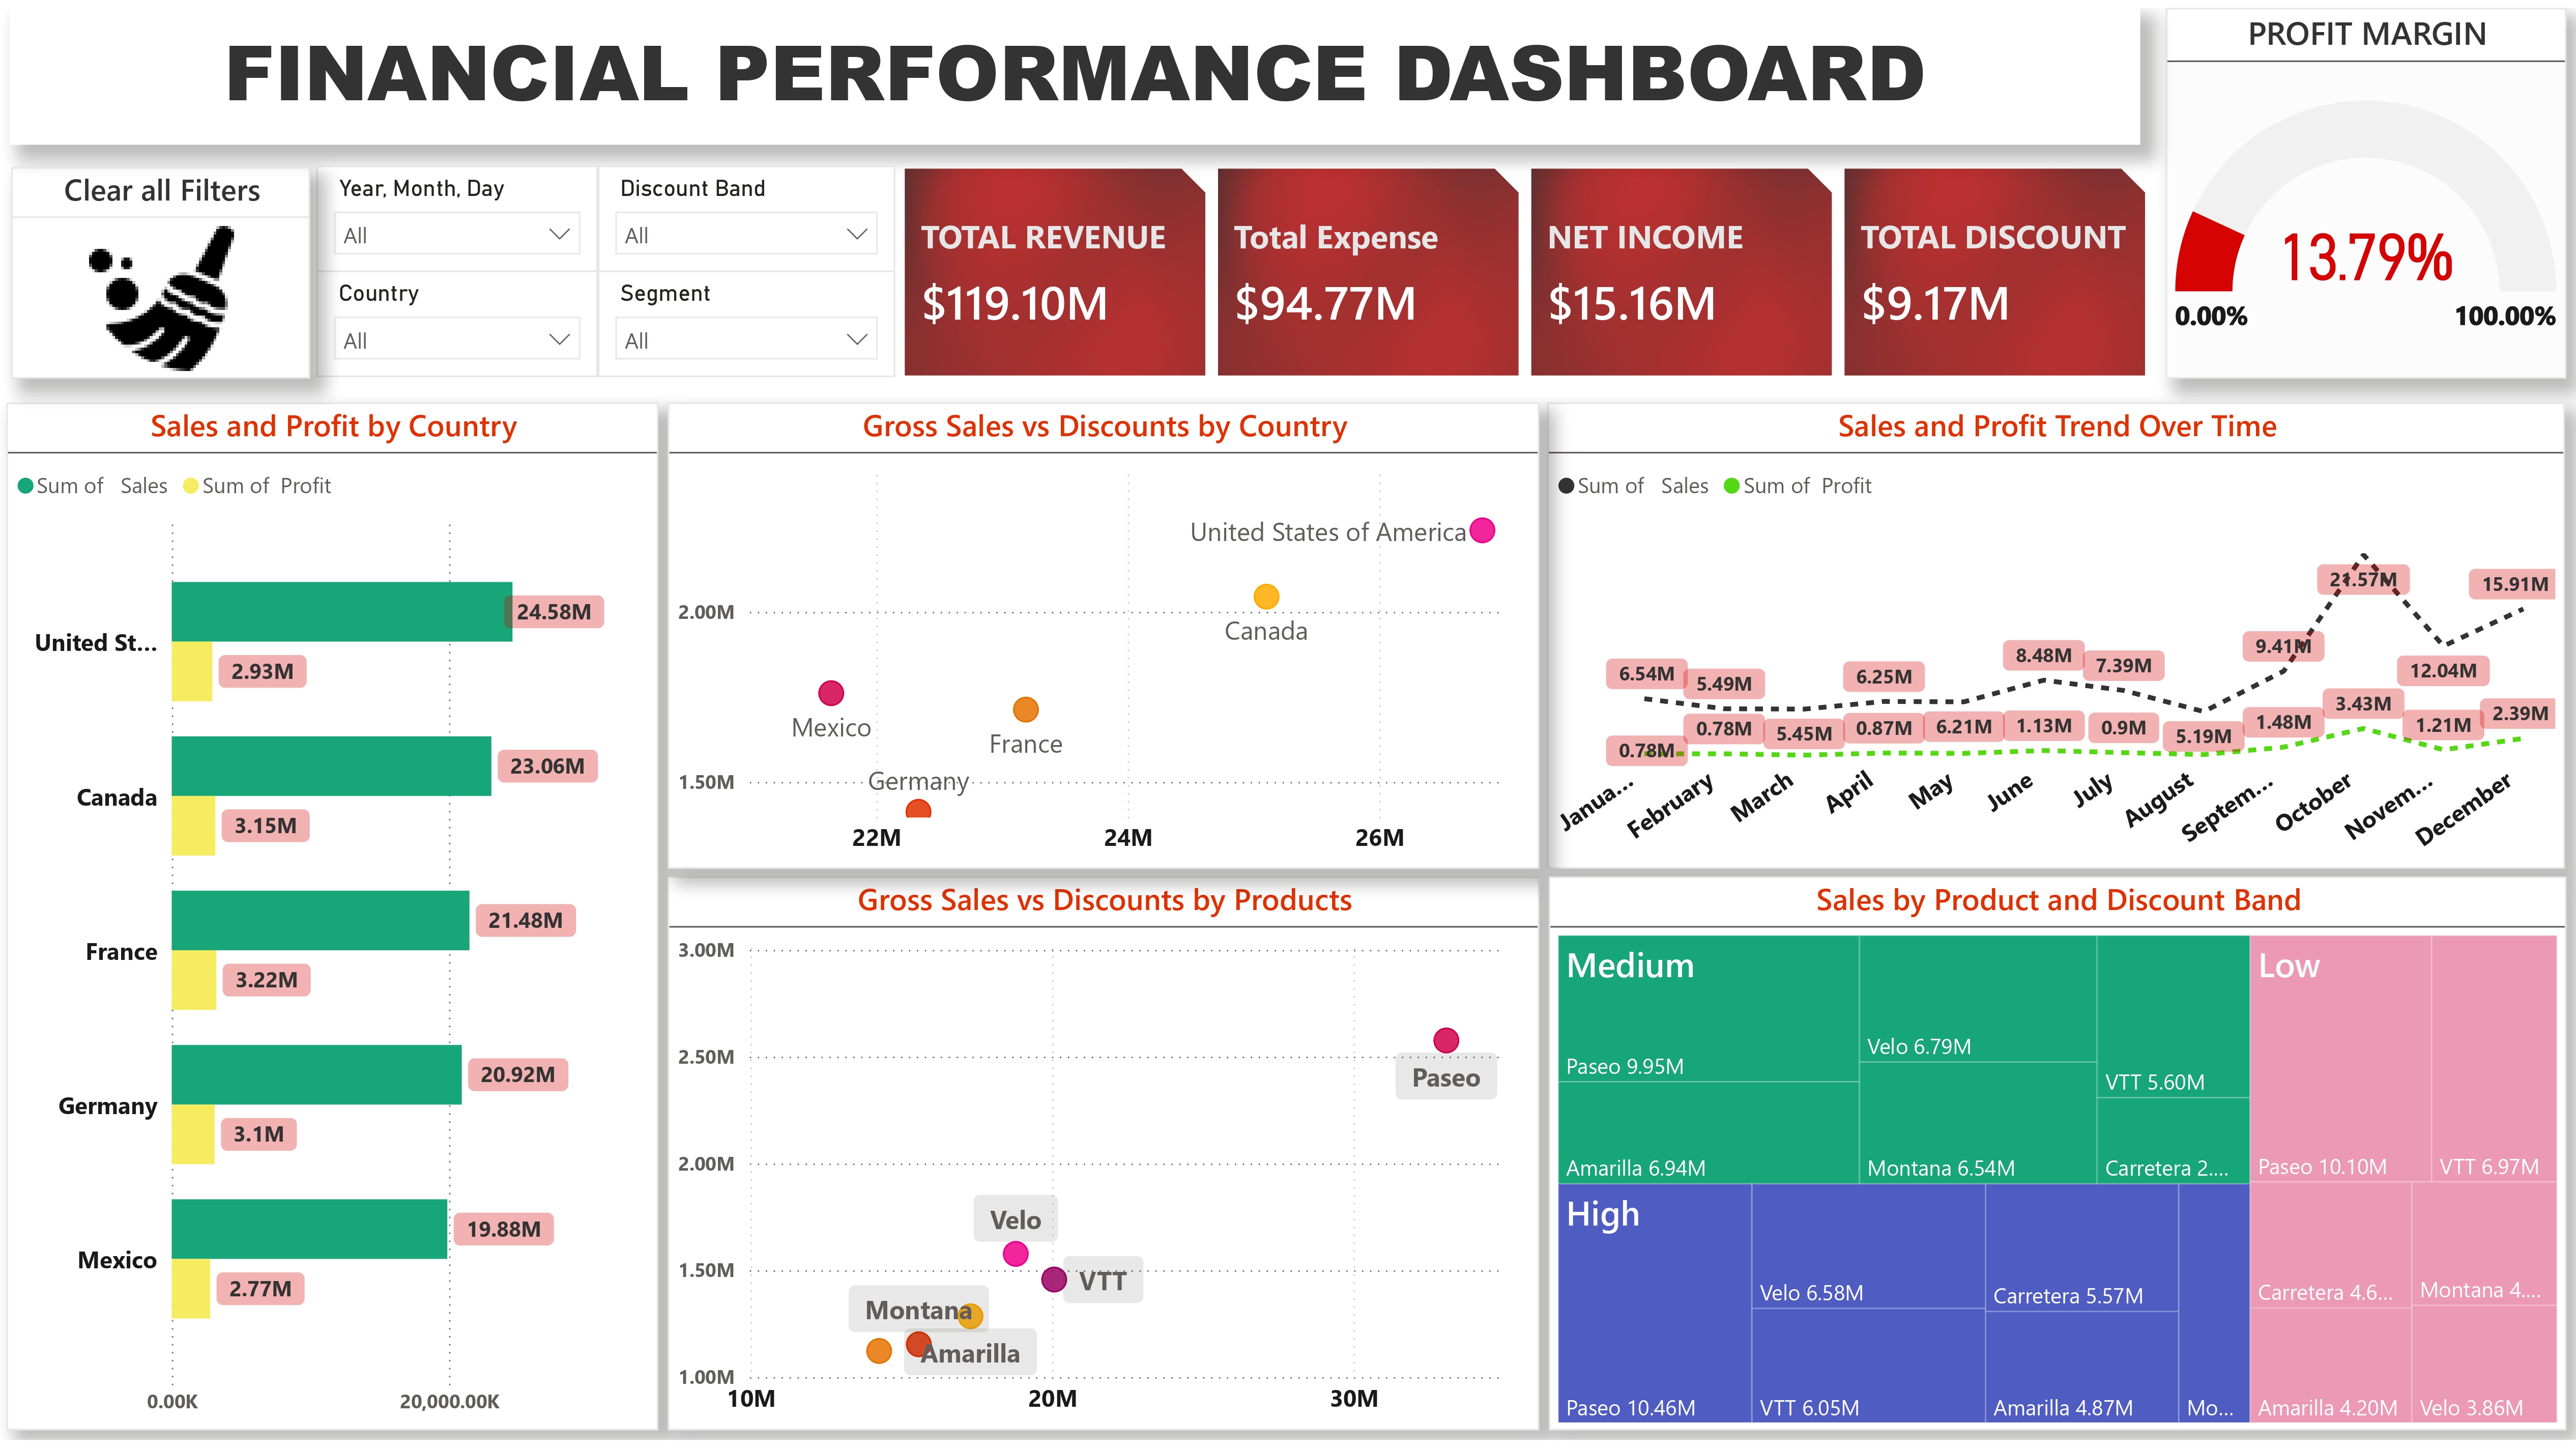 FINANCIAL PERFORMANCE DASHBOARD
PROFIT MARGIN
13.79%
0.00%
100.00%
Clear all Filters
Year, Month, Day
All
Discount Band
All
Country
All
Segment
All
TOTAL REVENUE
$119.10M
Total Expense
$94.77M
NET INCOME
$15.16M
TOTAL DISCOUNT
$9.17M
Sales and Profit by Country
Sum of Sales
Sum of Profit
United St...
24.58M
2.93M
Canada
23.06M
3.15M
France
21.48M
3.22M
Germany
20.92M
3.1M
Mexico
19.88M
2.77M
0.00K
20,000.00K
Gross Sales vs Discounts by Country
United States of America
2.00M
Canada
Mexico
France
Germany
1.50M
22M
24M
26M
Sales and Profit Trend Over Time
Sum of Sales
Sum of Profit
6.54M
5.49M
6.25M
8.48M
7.39M
9.41M
21.57M
12.04M
15.91M
0.78M
0.78M
5.45M
0.87M
6.21M
1.13M
0.9M
5.19M
1.48M
3.43M
1.21M
2.39M
Janua...
February
March
April
May
June
July
August
Septem...
October
Novem...
December
Gross Sales vs Discounts by Products
3.00M
2.50M
Paseo
2.00M
Velo
1.50M
VTT
Montana
Amarilla
1.00M
10M
20M
30M
Sales by Product and Discount Band
Medium
Paseo 9.95M
Amarilla 6.94M
Velo 6.79M
Montana 6.54M
VTT 5.60M
Carretera 2....
High
Paseo 10.46M
Velo 6.58M
VTT 6.05M
Carretera 5.57M
Amarilla 4.87M
Mo...
Low
Paseo 10.10M
VTT 6.97M
Carretera 4.6...
Montana 4....
Amarilla 4.20M
Velo 3.86M